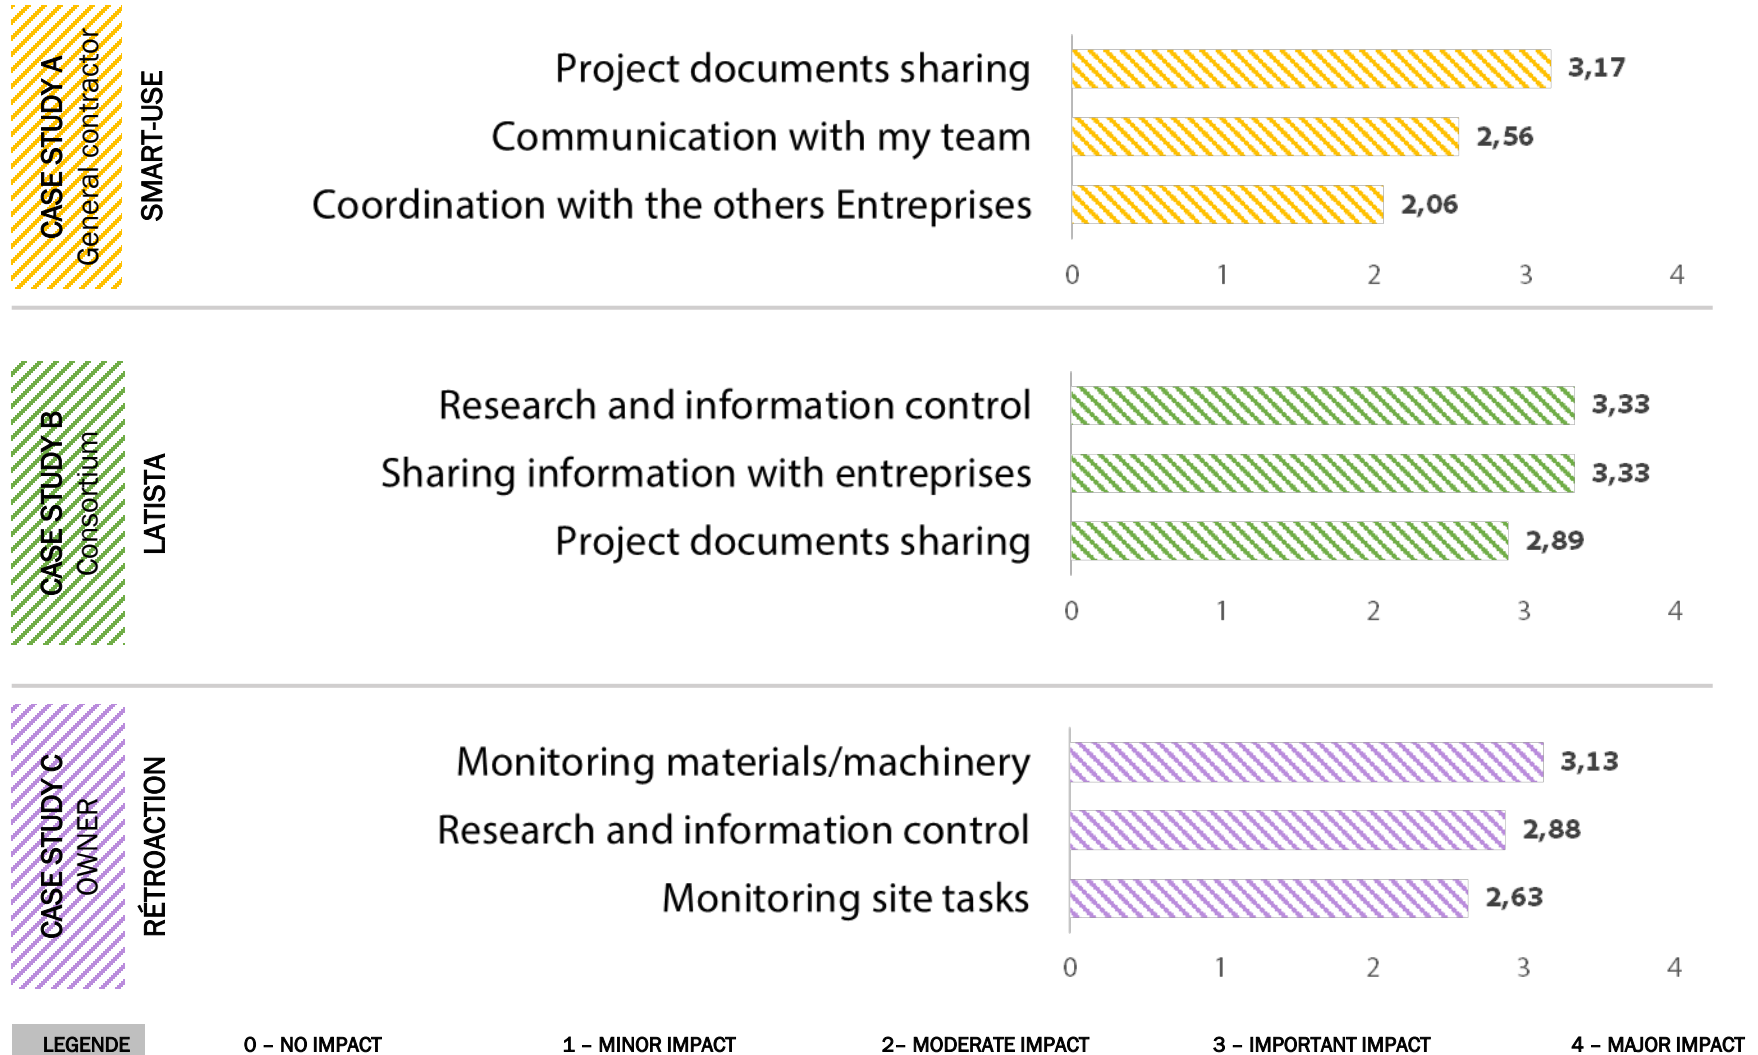 CASE STUDY A
General contractor
SMART-USE
Project documents sharing 3,17
Communication with my team 2,56
Coordination with the others Entreprises 2,06
0 1 2 3 4
CASE STUDY B
Consortium
LATISTA
Research and information control 3,33
Sharing information with entreprises 3,33
Project documents sharing 2,89
0 1 2 3 4
CASE STUDY C
OWNER
RÉTROACTION
Monitoring materials/machinery 3,13
Research and information control 2,88
Monitoring site tasks 2,63
0 1 2 3 4
LEGENDE 0 – NO IMPACT 1 – MINOR IMPACT 2– MODERATE IMPACT 3 – IMPORTANT IMPACT 4 – MAJOR IMPACT